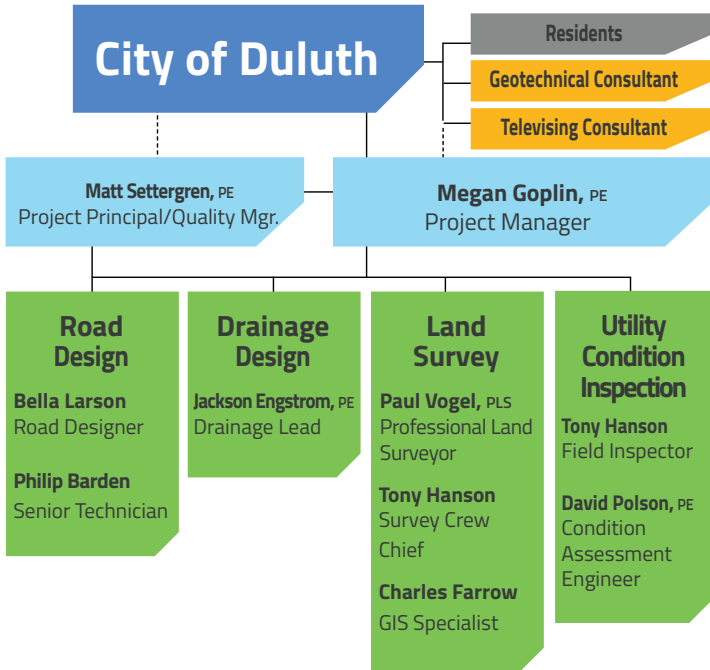 City of Duluth
Residents
Geotechnical Consultant
Televising Consultant
Matt Settergren, PE
Project Principal/Quality Mgr.
Megan Goplin, PE
Project Manager
Road
Design
Bella Larson
Road Designer
Philip Barden
Senior Technician
Drainage
Design
Jackson Engstrom, PE
Drainage Lead
Land
Survey
Paul Vogel, PLS
Professional Land
Surveyor
Tony Hanson
Survey Crew
Chief
Charles Farrow
GIS Specialist
Utility
Condition
Inspection
Tony Hanson
Field Inspector
David Polson, PE
Condition
Assessment
Engineer